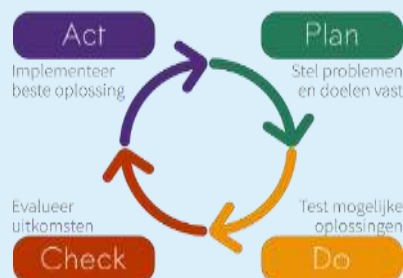 Act
Implementeer
beste oplossing
Plan
Stel problemen
en doelen vast
Evalueer
uitkomsten
Check
Test mogelijke
oplossingen
Do